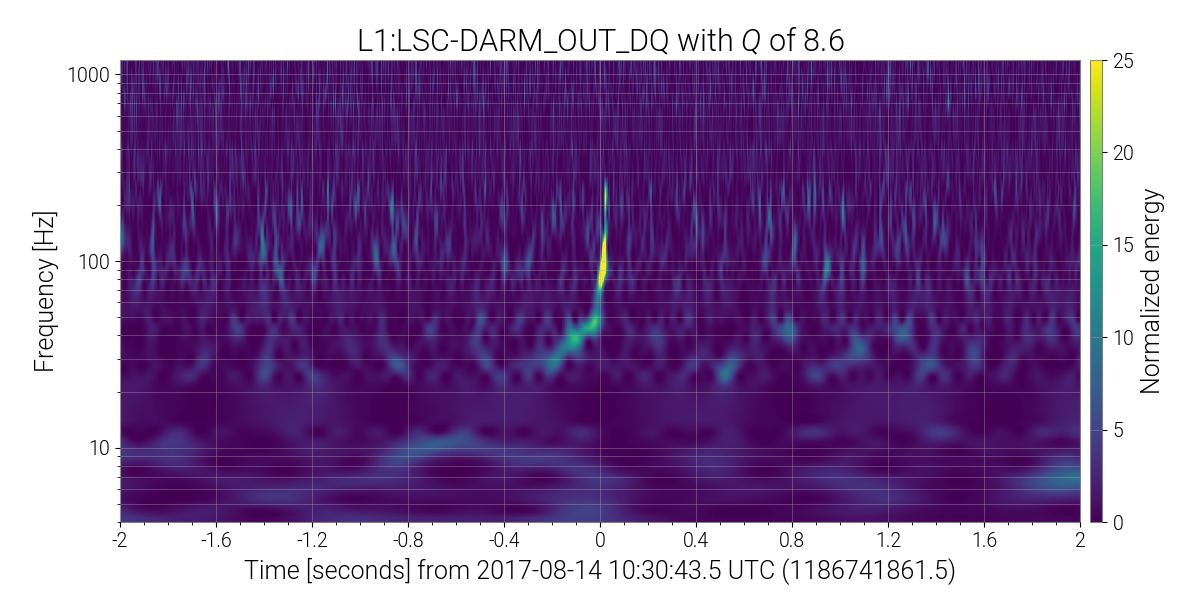 L1:LSC-DARM_OUT_DQ with Q of 8.6
1000
100
10
Frequency [Hz]
-2 -1.6 -1.2 -0.8 -0.4 0 0.4 0.8 1.2 1.6 2
Time [seconds] from 2017-08-14 10:30:43.5 UTC (1186741861.5)
25
20
15
10
5
0
Normalized energy